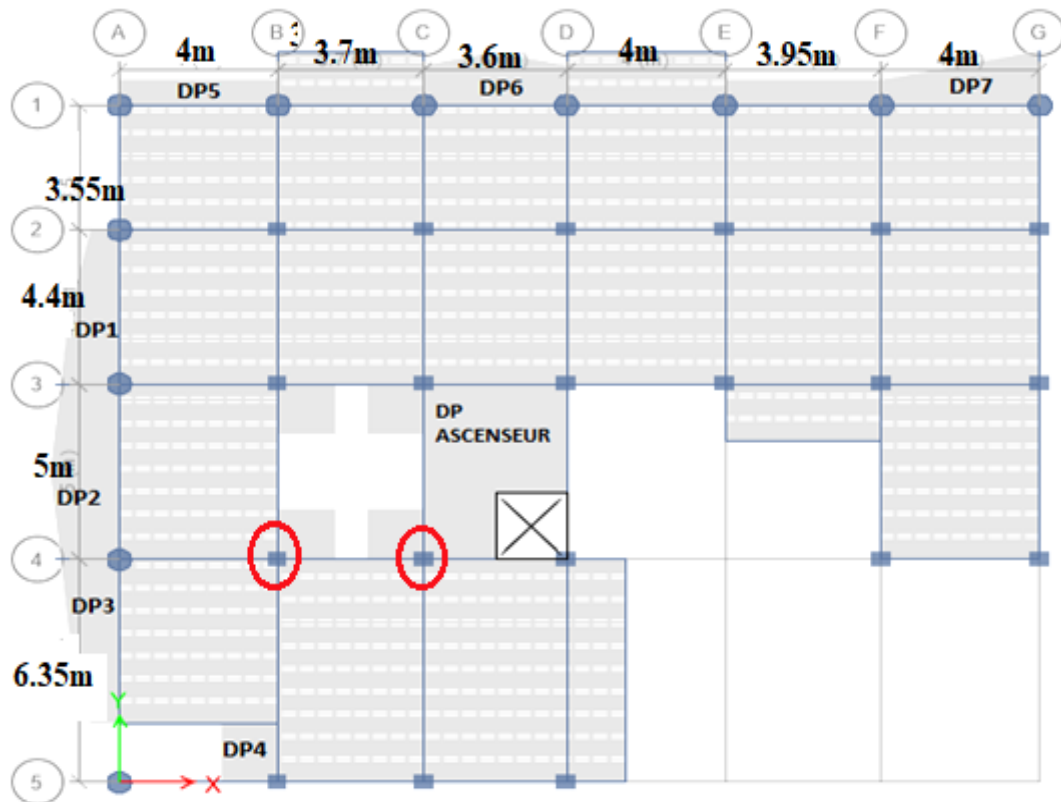 A B C D E F G
4m 3.7m 3.6m 4m 3.95m 4m
DP5 DP6 DP7
1
3.55m
2
4.4m
DP1
3
DP
ASCENSEUR
5m
DP2
4
DP3
6.35m
Y
DP4
5
X